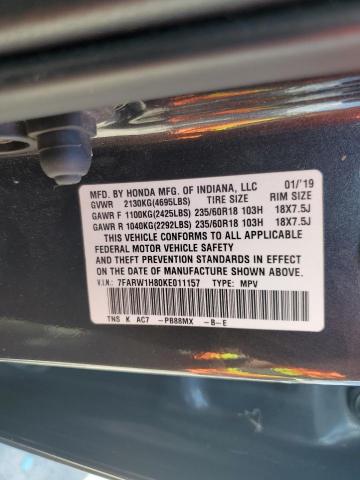 MFD. BY HONDA MFG. OF INDIANA, LLC 01/'19
GVWR 2130KG(4695LBS) TIRE SIZE RIM SIZE
GAWR F 1100KG(2425LBS) 235/60R18 103H 18X7.5J
GAWR R 1040KG(2292LBS) 235/60R18 103H 18X7.5J
THIS VEHICLE CONFORMS TO ALL APPLICABLE
FEDERAL MOTOR VEHICLE SAFETY
AND THEFT PREVENTION STANDARDS IN EFFECT
ON THE DATE OF MANUFACTURE SHOWN ABOVE.
V.I.N.: 7FARW1H80KE011157 TYPE: MPV
TNS K AC7 -PB88MX -B-E